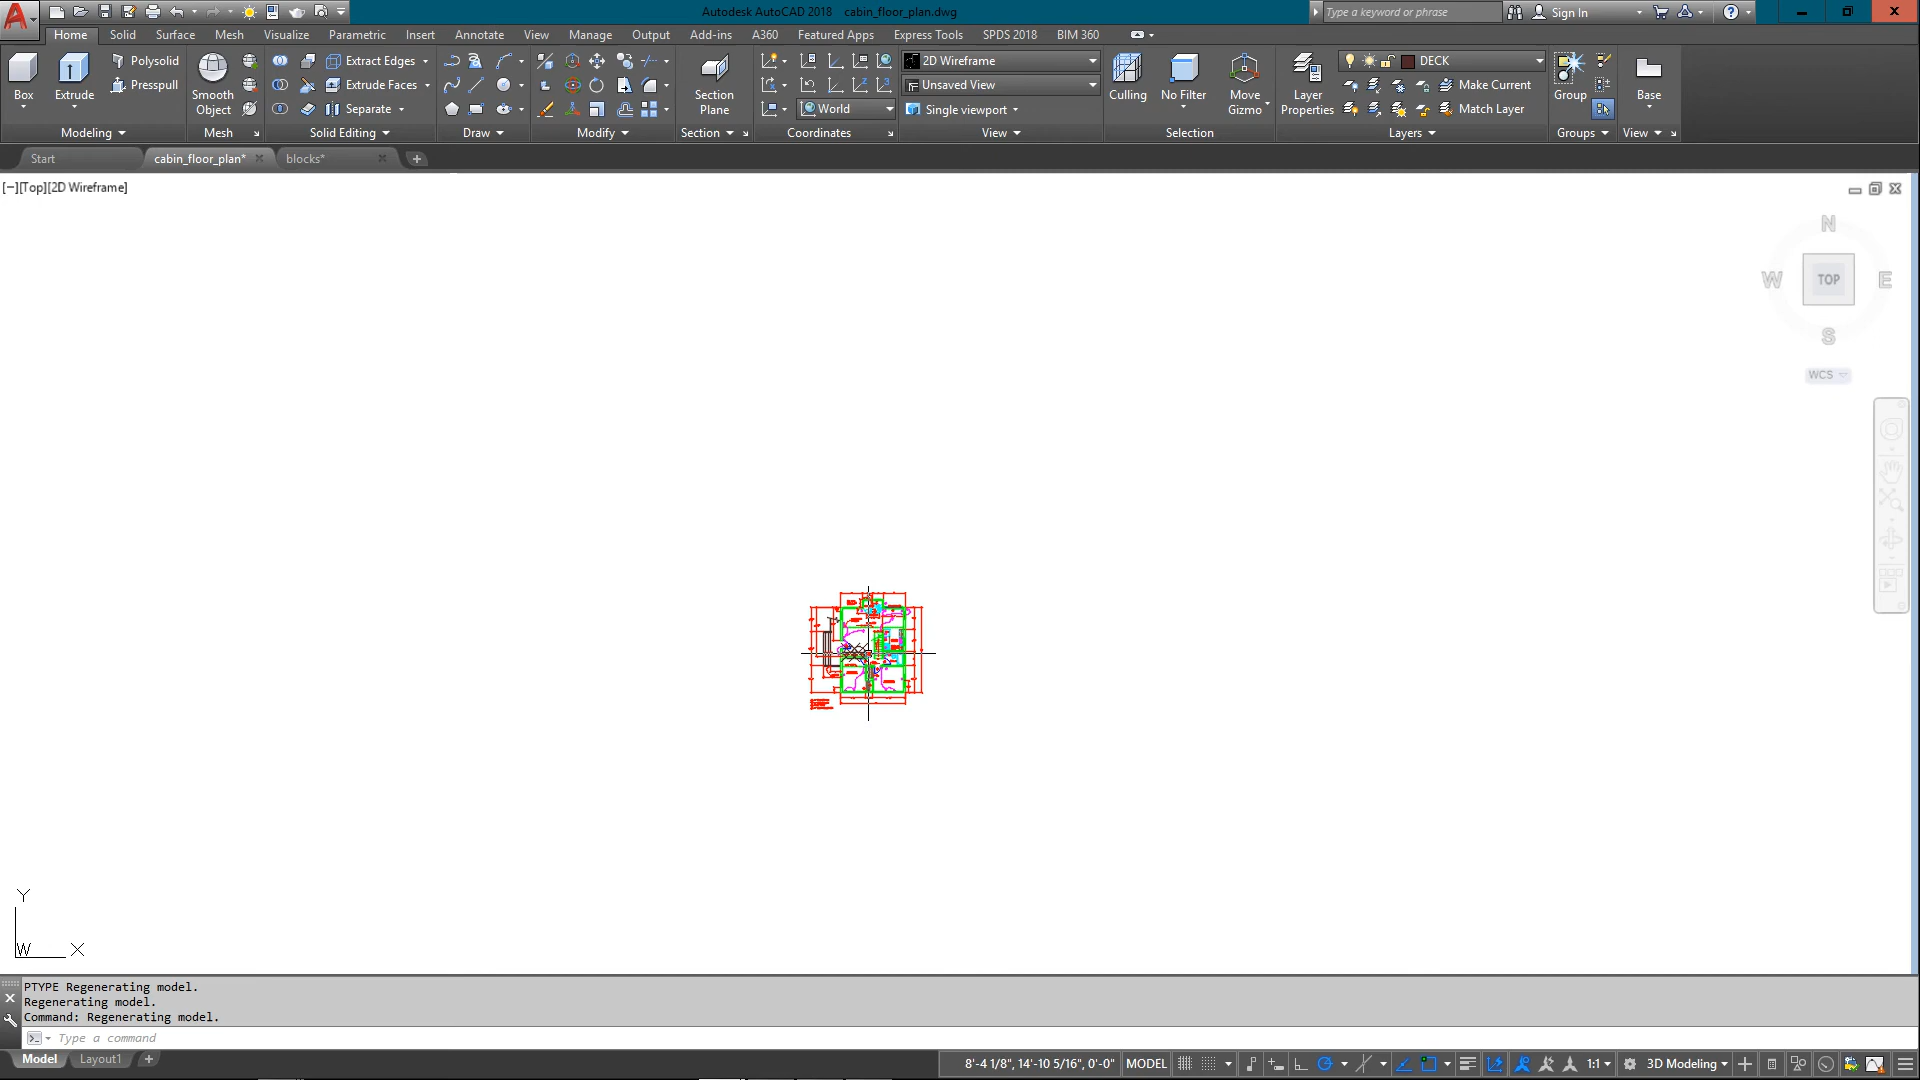 Autodesk AutoCAD 2018 cabin_floor_plan.dwg
Type a keyword or phrase
Sign In
Home Solid Surface Mesh Visualize Parametric Insert Annotate View Manage Output Add-ins A360 Featured Apps Express Tools SPDS 2018 BIM 360
Box
Extrude
Polysolid
Presspull
Modeling
Smooth Object
Mesh
Extract Edges
Extrude Faces
Separate
Solid Editing
Draw
Modify
Section Plane
Section
World
Coordinates
2D Wireframe
Unsaved View
Single viewport
View
Culling
No Filter
Move Gizmo
Selection
Layer Properties
DECK
Make Current
Match Layer
Layers
Group
Groups
Base
View
Start cabin_floor_plan* blocks*
[−][Top][2D Wireframe]
N
W TOP E
S
WCS
Y
W X
PTYPE Regenerating model.
Regenerating model.
Command: Regenerating model.
Type a command
Model Layout1
8'-4 1/8", 14'-10 5/16", 0'-0" MODEL 1:1 3D Modeling